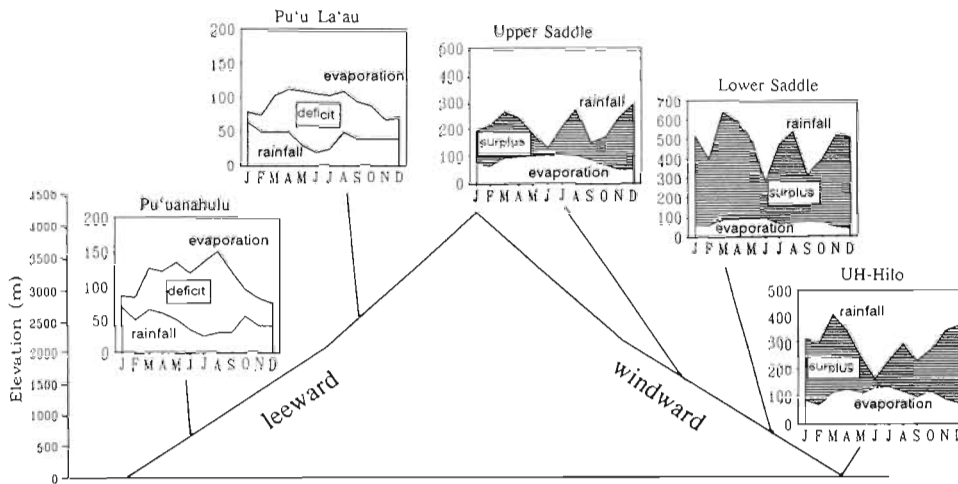 Pu'u La'au
200
150
100
50
0
evaporation
deficit
rainfall
J F M A M J J A S O N D
Upper Saddle
600
500
400
300
200
100
0
rainfall
surplus
evaporation
J F M A M J J A S O N D
Lower Saddle
700
600
500
400
300
200
100
0
rainfall
surplus
evaporation
J F M A M J J A S O N D
Pu'uanahulu
200
150
100
50
0
evaporation
deficit
rainfall
J F M A M J J A S O N D
UH-Hilo
500
400
300
200
100
0
rainfall
surplus
evaporation
J F M A M J J A S O N D
Elevation (m)
4500
4000
3500
3000
2500
2000
1500
1000
500
0
leeward
windward